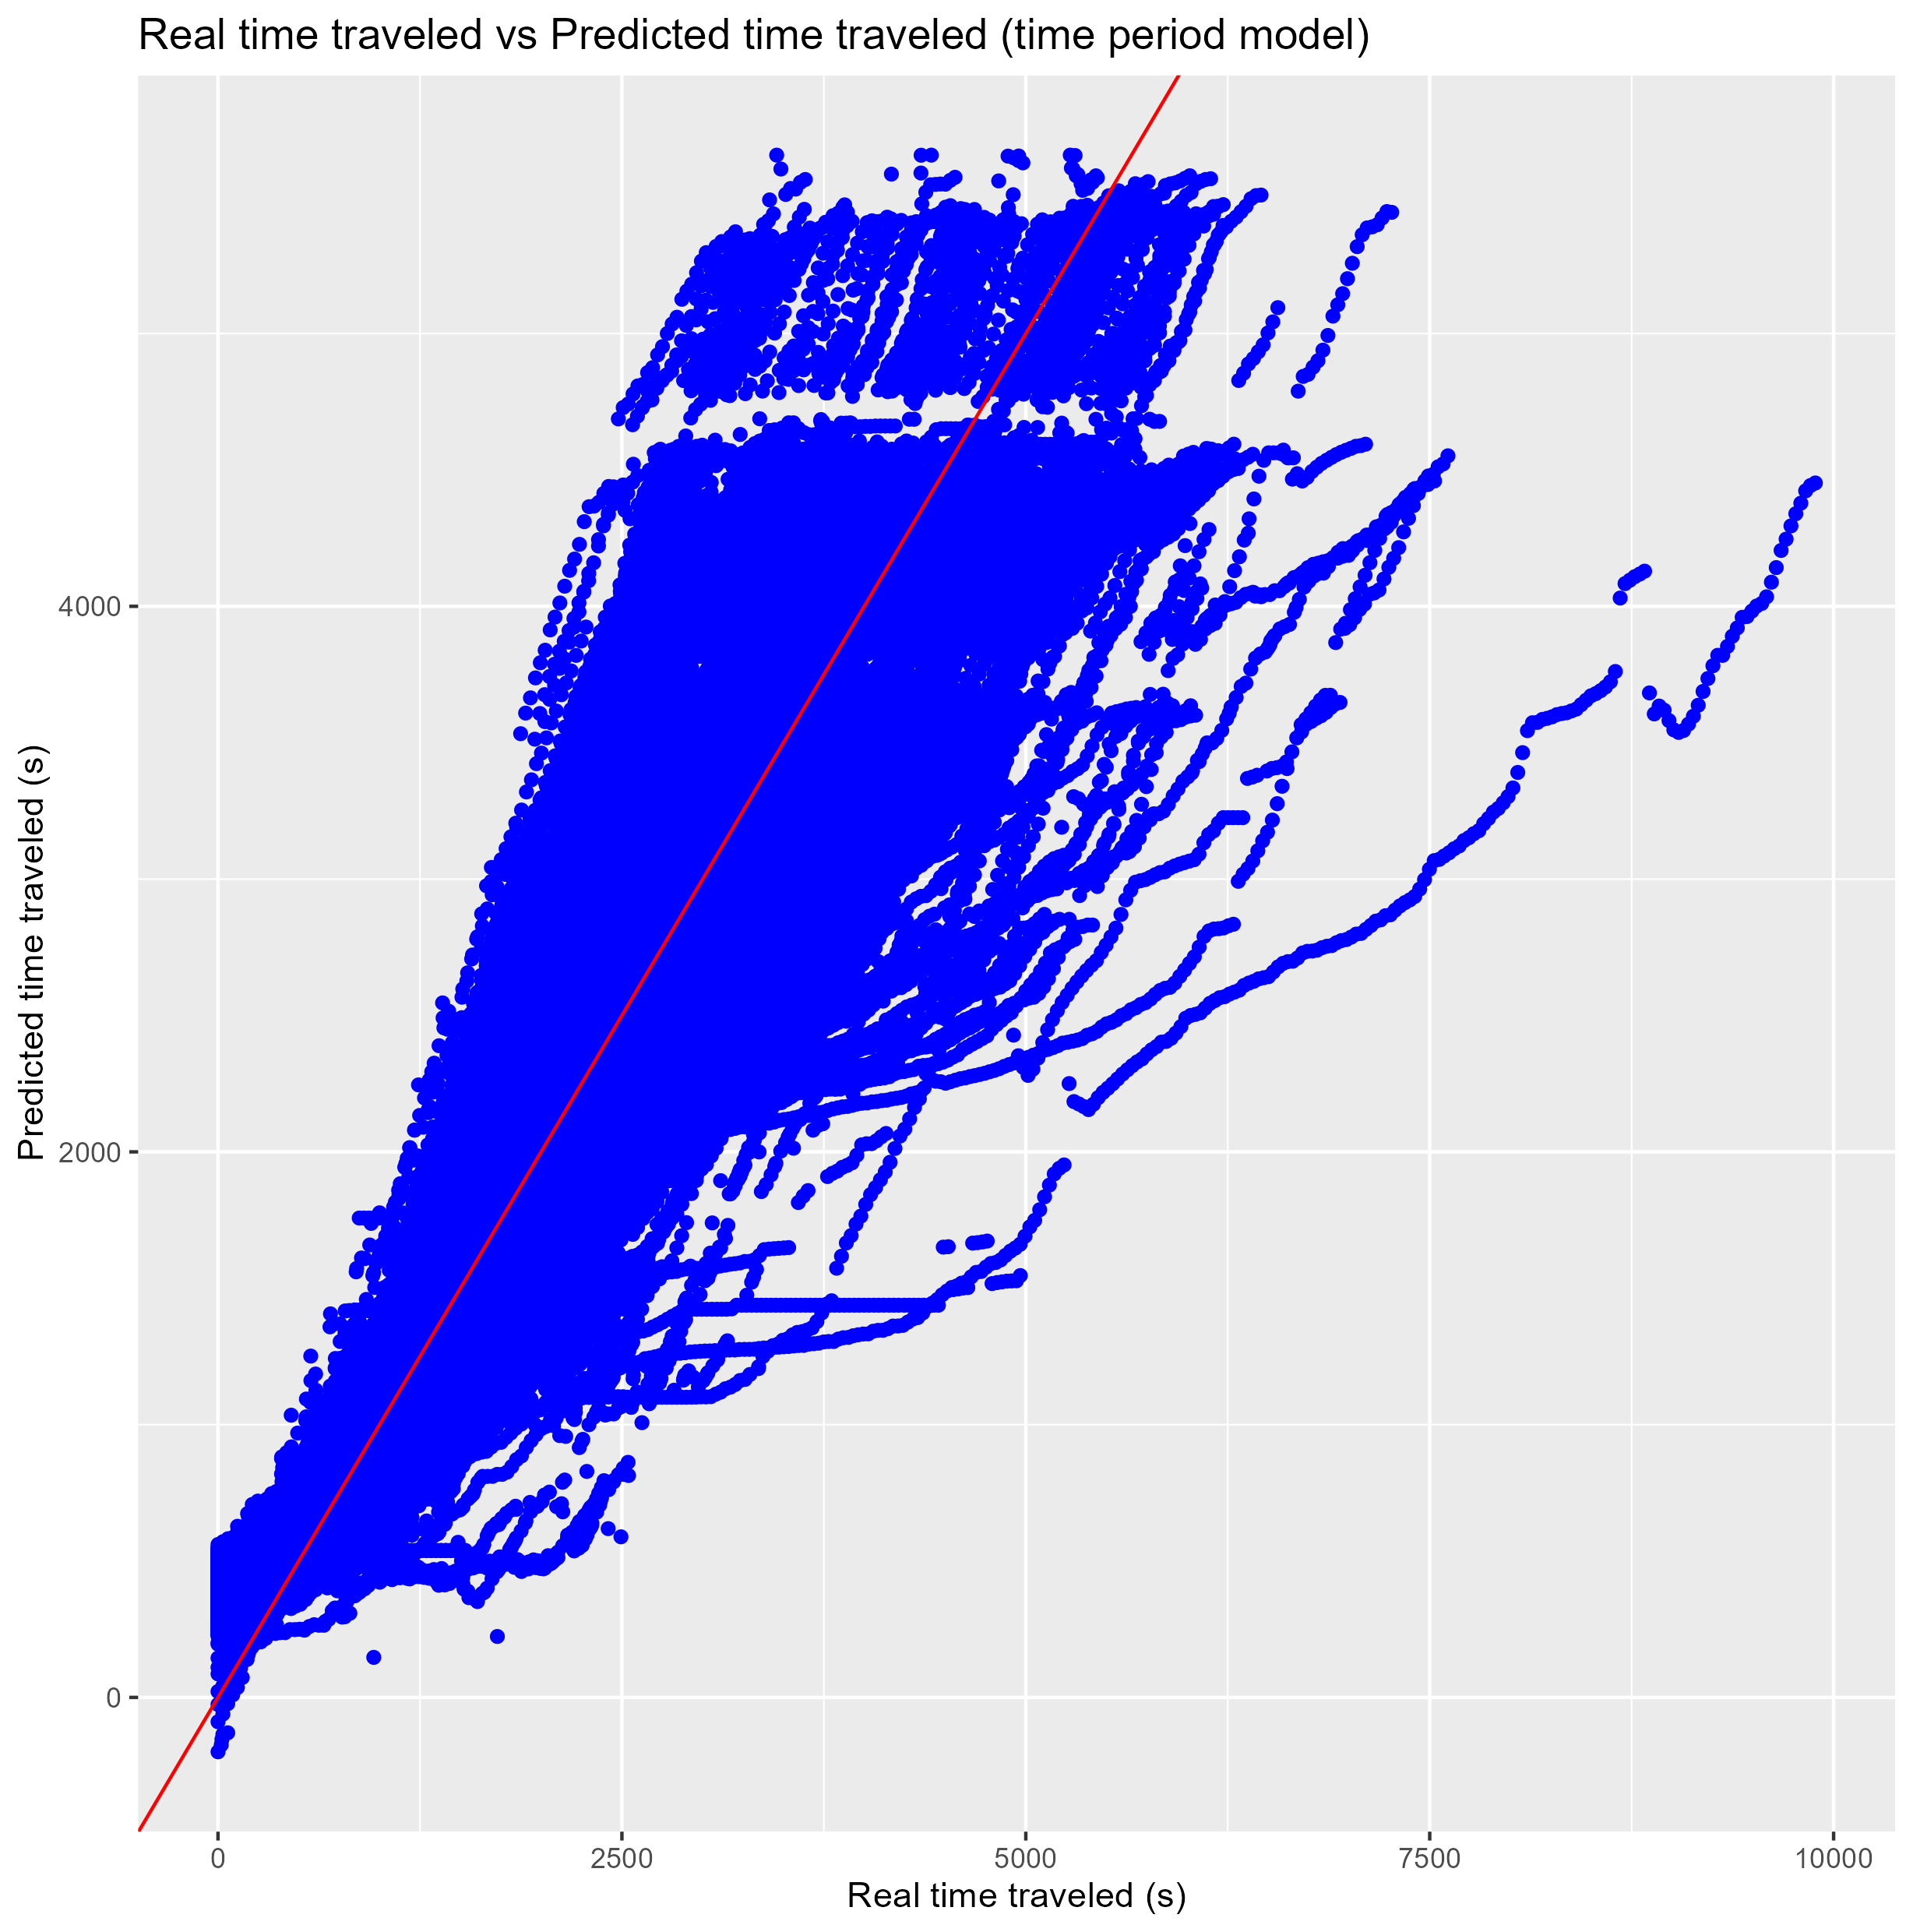 Real time traveled vs Predicted time traveled (time period model)
Predicted time traveled (s)
4000
2000
0
0 2500 5000 7500 10000
Real time traveled (s)